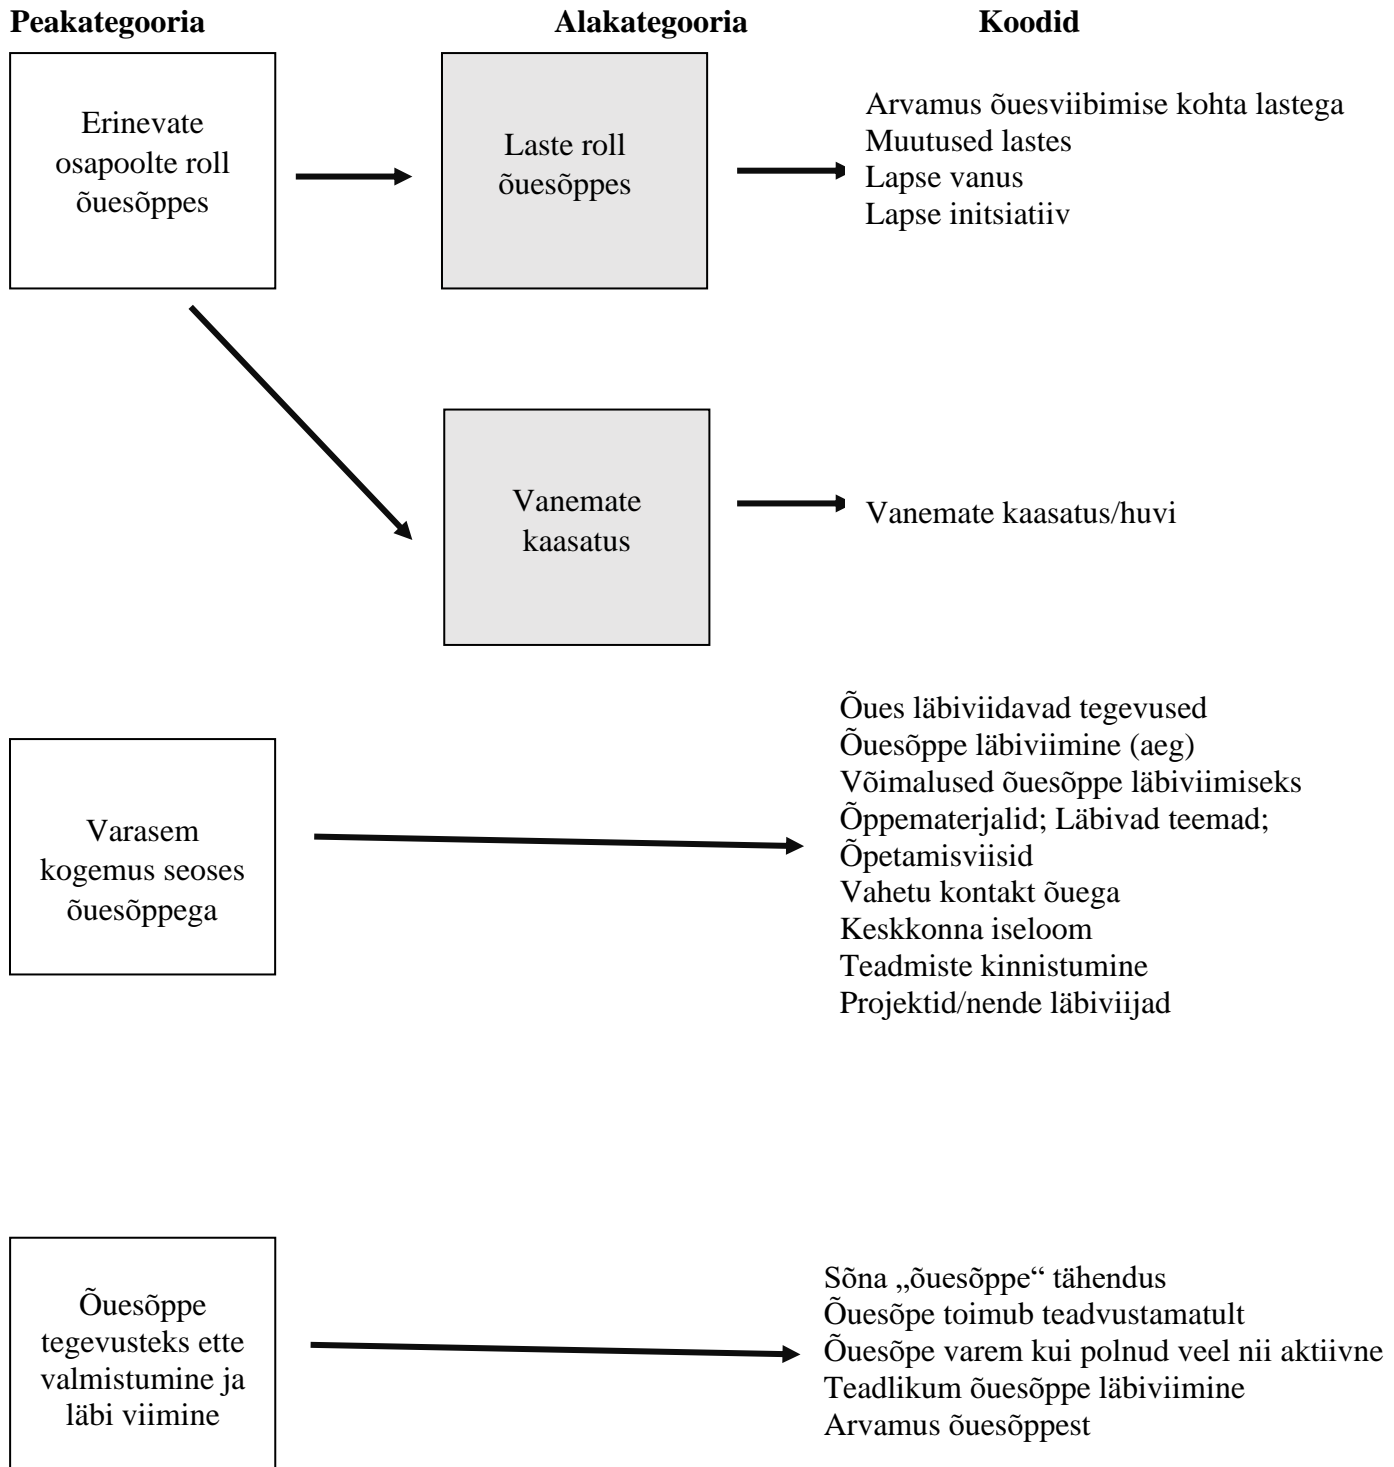 Peakategooria Alakategooria Koodid
Erinevate
osapoolte roll
õuesõppes
Laste roll
õuesõppes
Arvamus õuesviibimise kohta lastega
Muutused lastes
Lapse vanus
Lapse initsiatiiv
Vanemate
kaasatus
Vanemate kaasatus/huvi
Varasem
kogemus seoses
õuesõppega
Õues läbiviidavad tegevused
Õuesõppe läbiviimine (aeg)
Võimalused õuesõppe läbiviimiseks
Õppematerjalid; Läbivad teemad;
Õpetamisviisid
Vahetu kontakt õuega
Keskkonna iseloom
Teadmiste kinnistumine
Projektid/nende läbiviijad
Õuesõppe
tegevusteks ette
valmistumine ja
läbi viimine
Sõna „õuesõppe“ tähendus
Õuesõpe toimub teadvustamatult
Õuesõpe varem kui polnud veel nii aktiivne
Teadlikum õuesõppe läbiviimine
Arvamus õuesõppest